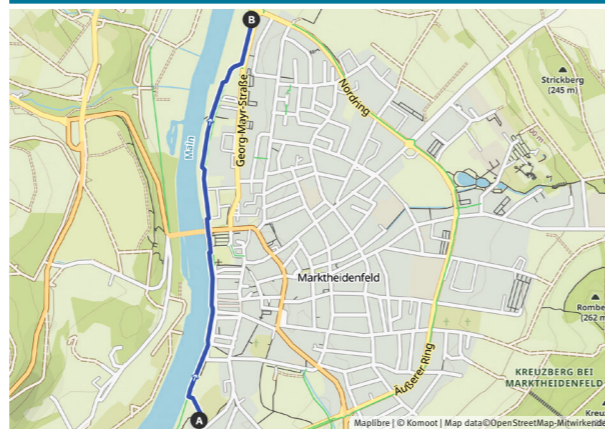 B
Nordring
Strickberg
(245 m)
Georg-Mayr-Straße
Main
Marktheidenfeld
(262 m
Äußerer Ring
KREUZBERG BEI
MARKTHEIDENFELD
A
Maplibre | © Komoot | Map data©OpenStreetMap-Mitwirkende